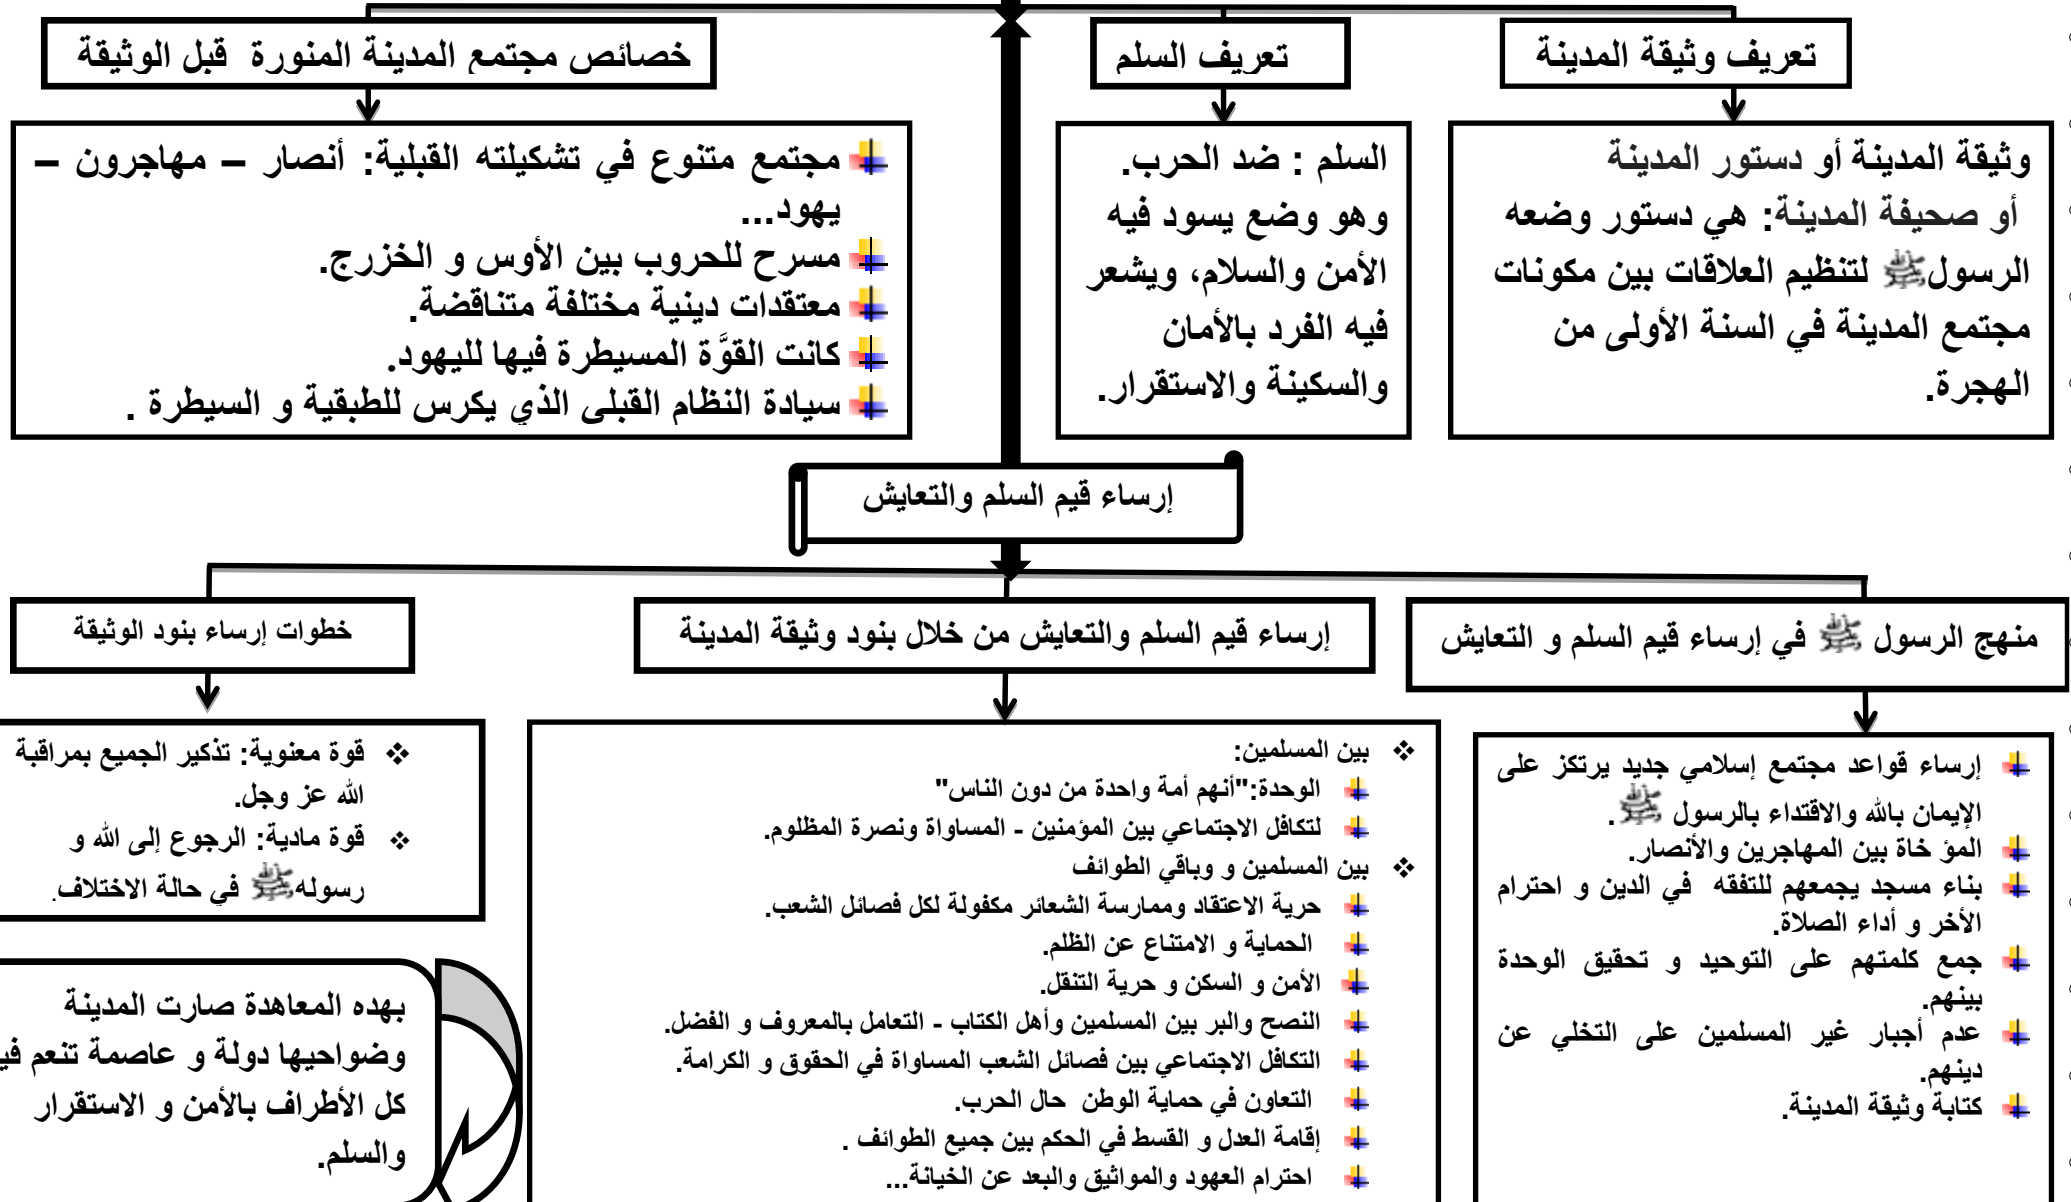 تعريف وثيقة المدينة
وثيقة المدينة أو دستور المدينة
أو صحيفة المدينة: هي دستور وضعه
الرسولﷺ لتنظيم العلاقات بين مكونات
مجتمع المدينة في السنة الأولى من
الهجرة.
تعريف السلم
السلم : ضد الحرب.
وهو وضع يسود فيه
الأمن والسلام، ويشعر
فيه الفرد بالأمان
والسكينة والاستقرار.
خصائص مجتمع المدينة المنورة قبل الوثيقة
مجتمع متنوع في تشكيلته القبلية: أنصار – مهاجرون –
يهود...
مسرح للحروب بين الأوس و الخزرج.
معتقدات دينية مختلفة متناقضة.
كانت القوَّة المسيطرة فيها لليهود.
سيادة النظام القبلي الذي يكرس للطبقية و السيطرة .
إرساء قيم السلم والتعايش
منهج الرسول ﷺ في إرساء قيم السلم و التعايش
إرساء قواعد مجتمع إسلامي جديد يرتكز على
الإيمان بالله والاقتداء بالرسول ﷺ.
المؤ خاة بين المهاجرين والأنصار.
بناء مسجد يجمعهم للتفقه في الدين و احترام
الأخر و أداء الصلاة.
جمع كلمتهم على التوحيد و تحقيق الوحدة
بينهم.
عدم أجبار غير المسلمين على التخلي عن
دينهم.
كتابة وثيقة المدينة.
إرساء قيم السلم والتعايش من خلال بنود وثيقة المدينة
❖ بين المسلمين:
الوحدة:"أنهم أمة واحدة من دون الناس"
لتكافل الاجتماعي بين المؤمنين - المساواة ونصرة المظلوم.
❖ بين المسلمين و وباقي الطوائف
حرية الاعتقاد وممارسة الشعائر مكفولة لكل فصائل الشعب.
الحماية و الامتناع عن الظلم.
الأمن و السكن و حرية التنقل.
النصح والبر بين المسلمين وأهل الكتاب - التعامل بالمعروف و الفضل.
التكافل الاجتماعي بين فصائل الشعب المساواة في الحقوق و الكرامة.
التعاون في حماية الوطن حال الحرب.
إقامة العدل و القسط في الحكم بين جميع الطوائف .
احترام العهود والمواثيق والبعد عن الخيانة...
خطوات إرساء بنود الوثيقة
❖ قوة معنوية: تذكير الجميع بمراقبة
الله عز وجل.
❖ قوة مادية: الرجوع إلى الله و
رسولهﷺ في حالة الاختلاف.
بهده المعاهدة صارت المدينة
وضواحيها دولة و عاصمة تنعم في
كل الأطراف بالأمن و الاستقرار
والسلم.